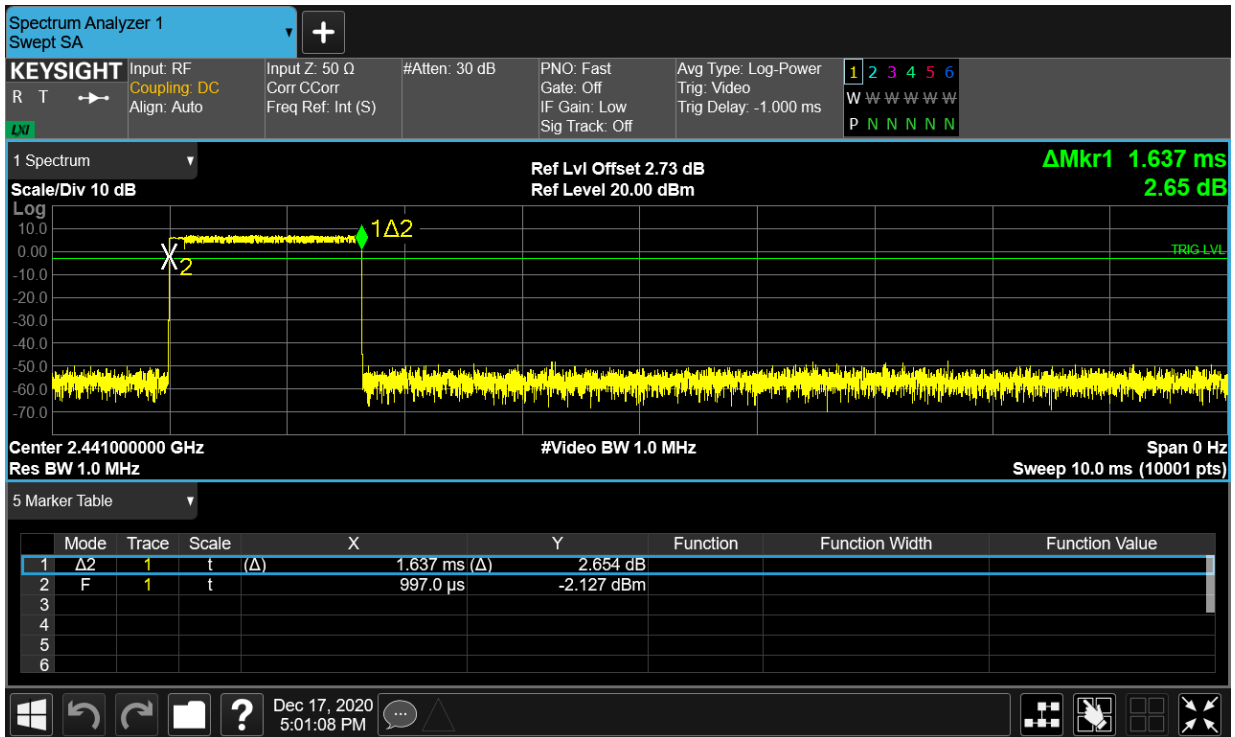 Spectrum Analyzer 1
Swept SA
KEYSIGHT
R T
LXI
Input: RF
Coupling: DC
Align: Auto
Input Z: 50 Ω
Corr CCorr
Freq Ref: Int (S)
#Atten: 30 dB
PNO: Fast
Gate: Off
IF Gain: Low
Sig Track: Off
Avg Type: Log-Power
Trig: Video
Trig Delay: -1.000 ms
1 2 3 4 5 6
W W W W W W
P N N N N N
1 Spectrum
Scale/Div 10 dB
Ref Lvl Offset 2.73 dB
Ref Level 20.00 dBm
ΔMkr1 1.637 ms
2.65 dB
Log
10.0
0.00
-10.0
-20.0
-30.0
-40.0
-50.0
-60.0
-70.0
1Δ2
2
TRIG LVL
Center 2.441000000 GHz
Res BW 1.0 MHz
#Video BW 1.0 MHz
Span 0 Hz
Sweep 10.0 ms (10001 pts)
5 Marker Table
Mode Trace Scale X Y Function Function Width Function Value
1 Δ2 1 t (Δ) 1.637 ms (Δ) 2.654 dB
2 F 1 t 997.0 µs -2.127 dBm
3
4
5
6
?
Dec 17, 2020
5:01:08 PM